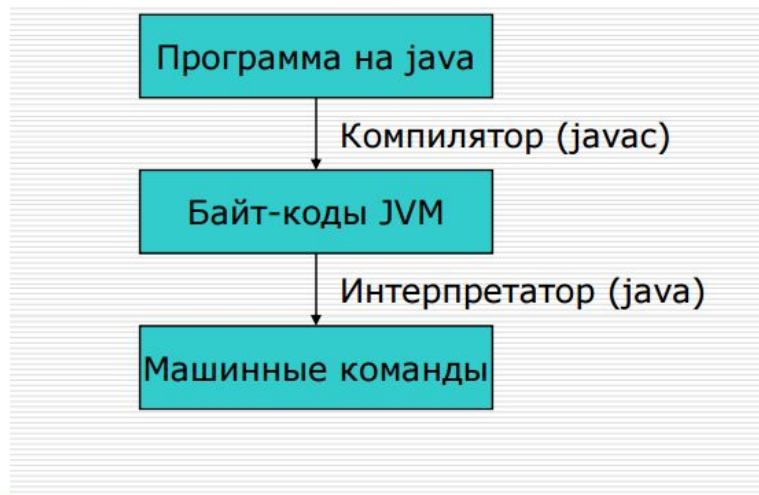 Программа на java
Компилятор (javac)
Байт-коды JVM
Интерпретатор (java)
Машинные команды